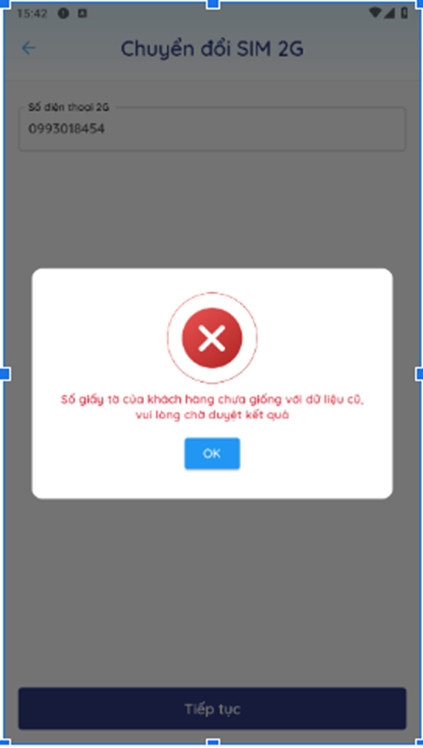 15:42
Chuyển đổi SIM 2G
Số điện thoại 2G
0993018454
Số giấy tờ của khách hàng chưa giống với dữ liệu cũ,
vui lòng chờ duyệt kết quả
OK
Tiếp tục